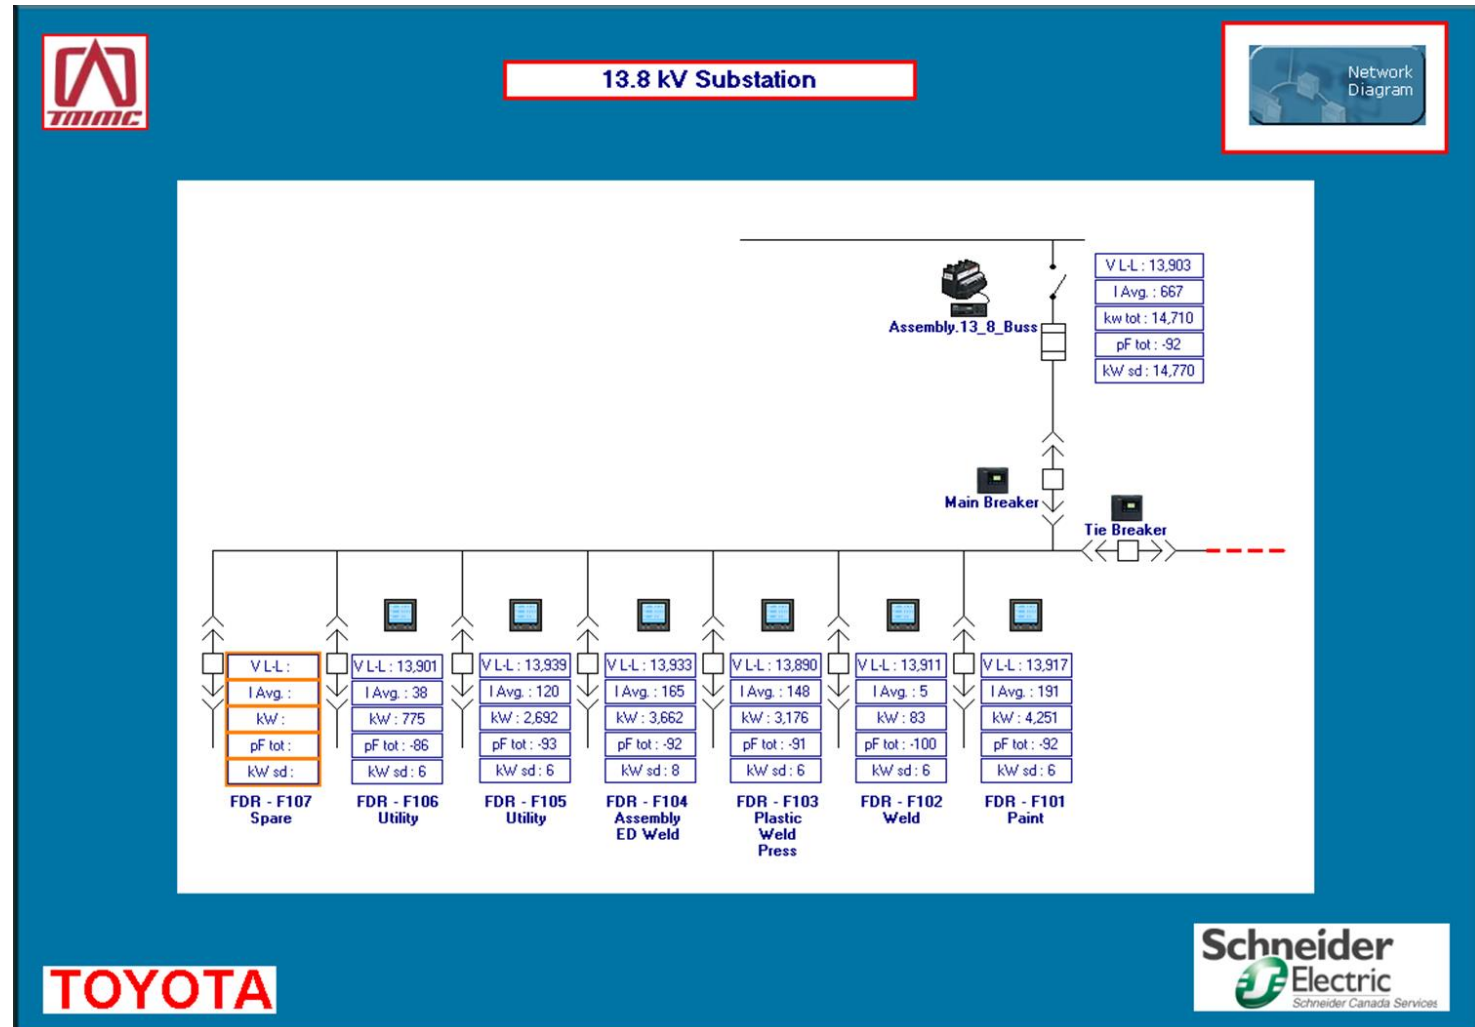 TMMC
13.8 kV Substation
Network
Diagram
V L-L : 13,903
I Avg. : 667
kw tot : 14,710
pF tot : -92
kW sd : 14,770
Assembly.13_8_Buss
Main Breaker
Tie Breaker
V L-L :
I Avg. :
kW :
pF tot :
kW sd :
FDR - F107
Spare
V L-L : 13,901
I Avg. : 38
kW : 775
pF tot : -86
kW sd : 6
FDR - F106
Utility
V L-L : 13,939
I Avg. : 120
kW : 2,692
pF tot : -93
kW sd : 6
FDR - F105
Utility
V L-L : 13,933
I Avg. : 165
kW : 3,662
pF tot : -92
kW sd : 8
FDR - F104
Assembly
ED Weld
V L-L : 13,890
I Avg. : 148
kW : 3,176
pF tot : -91
kW sd : 6
FDR - F103
Plastic
Weld
Press
V L-L : 13,911
I Avg. : 5
kW : 83
pF tot : -100
kW sd : 6
FDR - F102
Weld
V L-L : 13,917
I Avg. : 191
kW : 4,251
pF tot : -92
kW sd : 6
FDR - F101
Paint
TOYOTA
Schneider
Electric
Schneider Canada Services